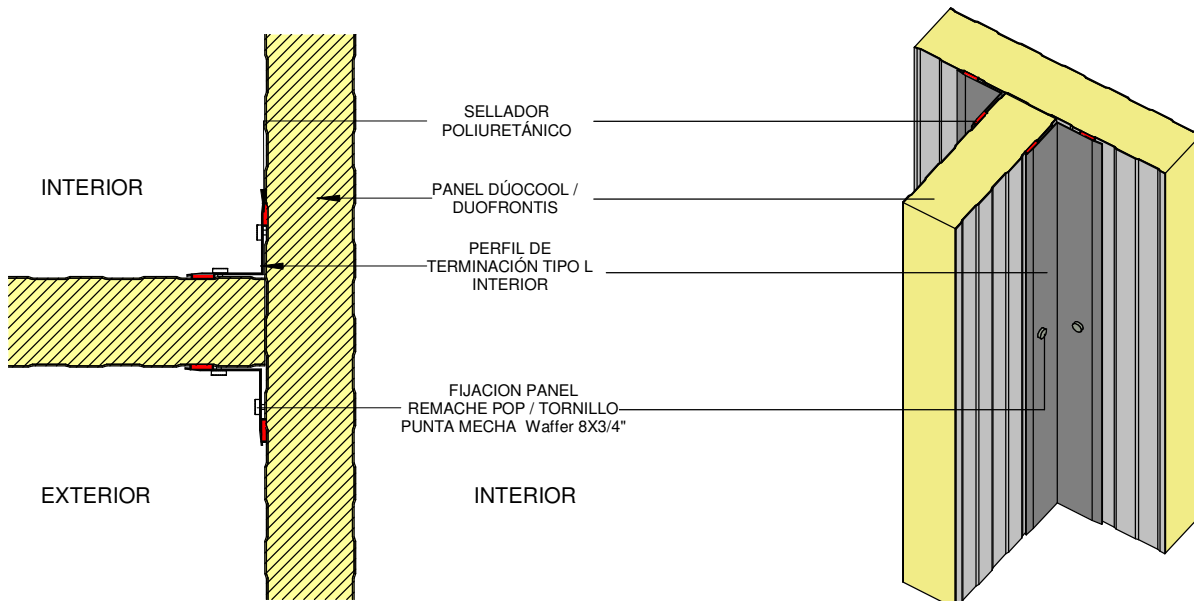 SELLADOR
POLIURETÁNICO
INTERIOR
PANEL DÚOCOOL /
DUOFRONTIS
PERFIL DE
TERMINACIÓN TIPO L
INTERIOR
FIJACION PANEL
REMACHE POP / TORNILLO
PUNTA MECHA Waffer 8X3/4"
EXTERIOR
INTERIOR